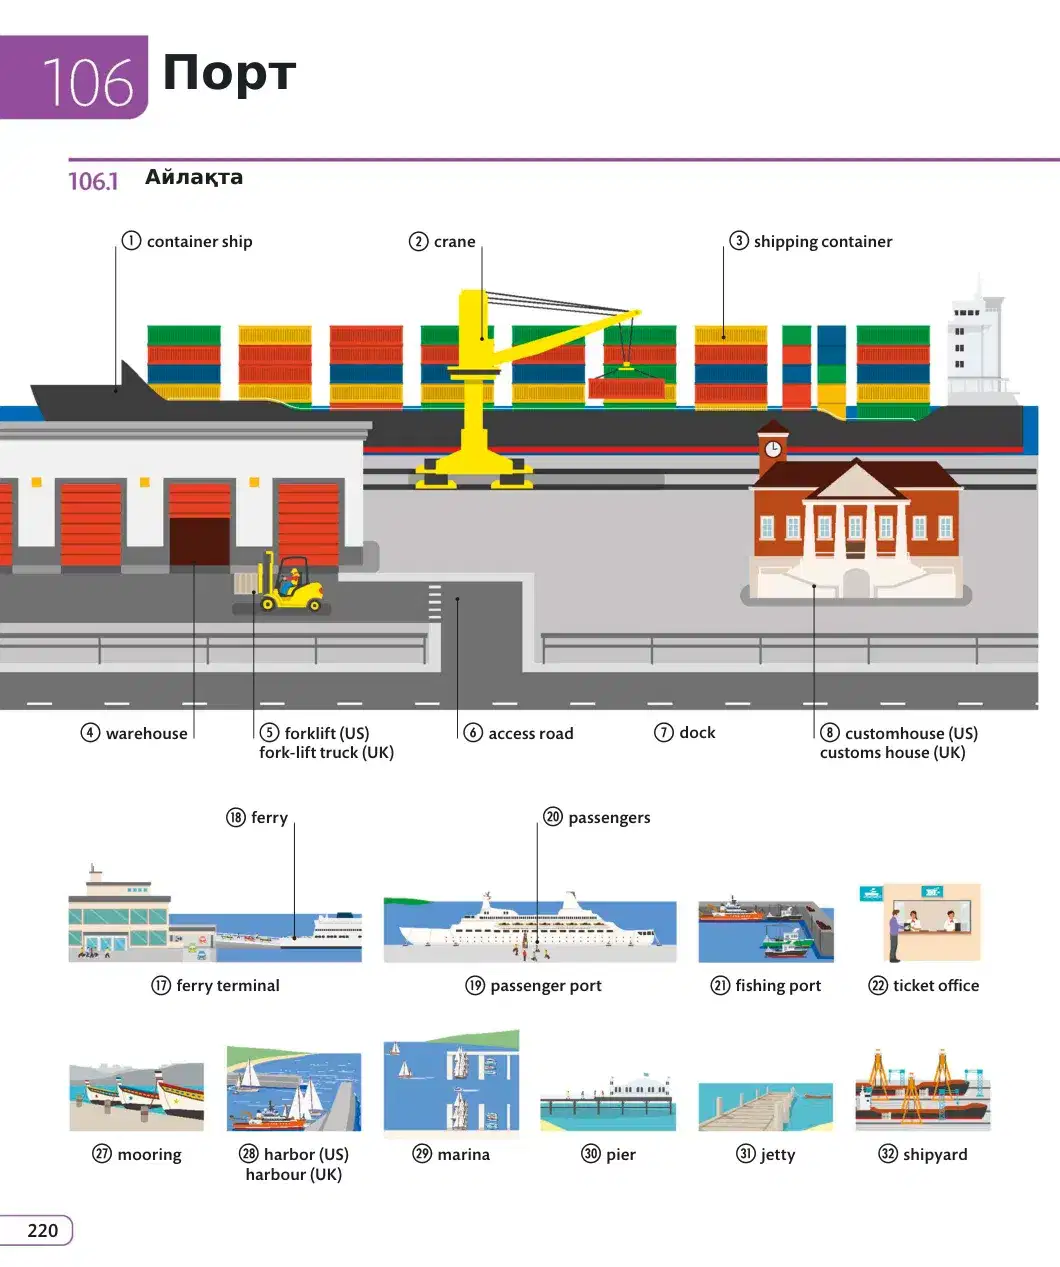 106 Порт
106.1 Айлақта
① container ship
② crane
③ shipping container
④ warehouse
⑤ forklift (US)
fork-lift truck (UK)
⑥ access road
⑦ dock
⑧ customhouse (US)
customs house (UK)
⑱ ferry
⑳ passengers
⑰ ferry terminal
⑲ passenger port
㉑ fishing port
㉒ ticket office
㉗ mooring
㉘ harbor (US)
harbour (UK)
㉙ marina
㉚ pier
㉛ jetty
㉜ shipyard
220